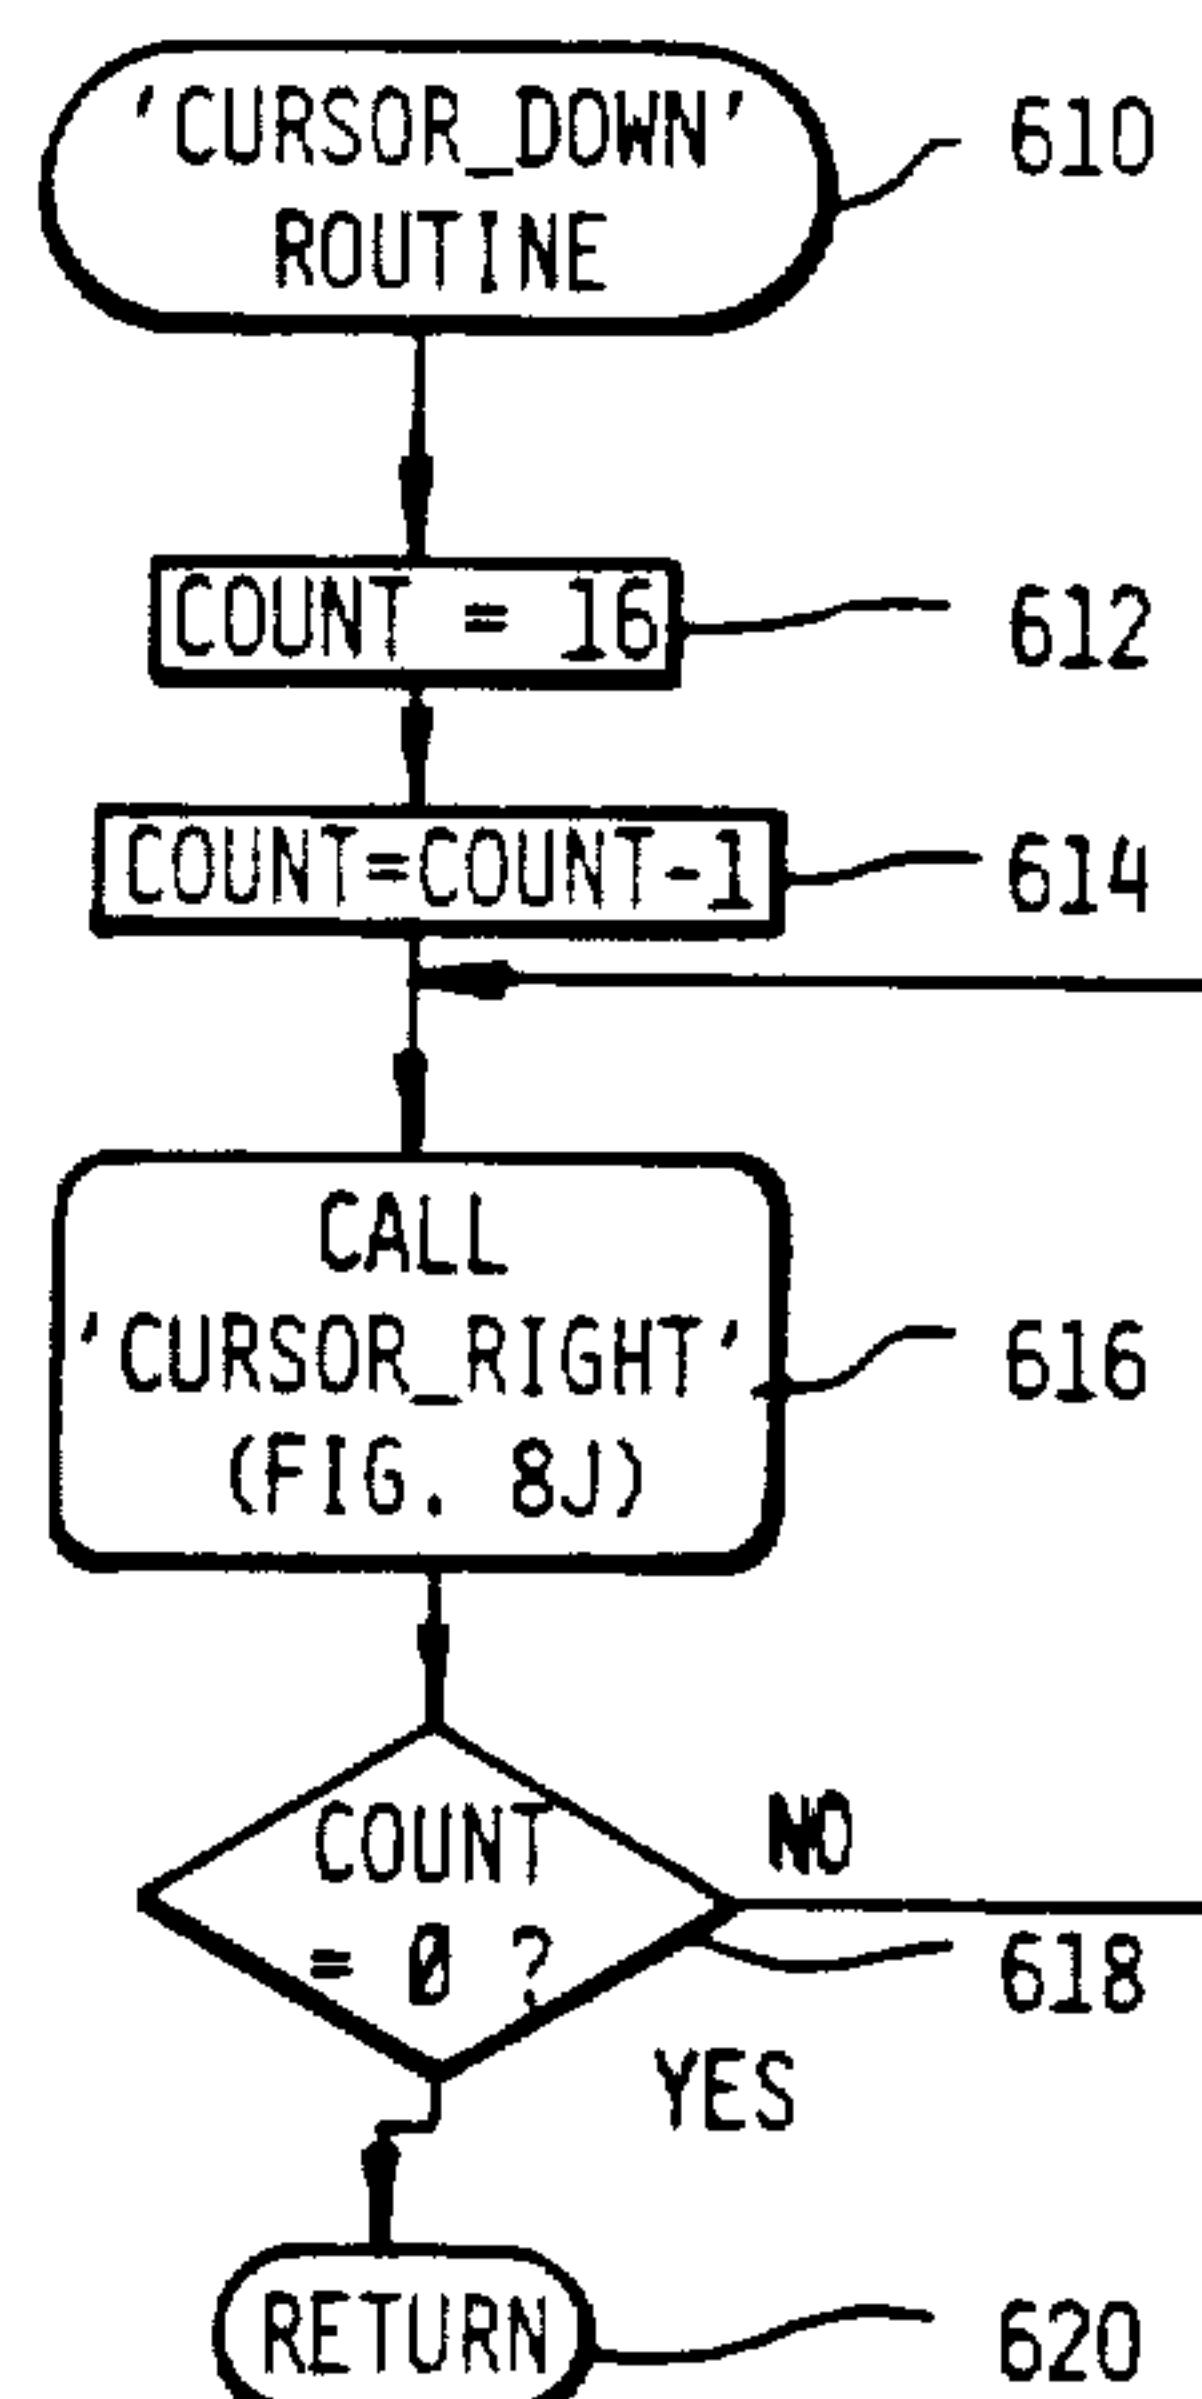 'CURSOR_DOWN'
ROUTINE
610
COUNT = 16
612
COUNT=COUNT-1
614
CALL
'CURSOR_RIGHT'
(FIG. 8J)
616
COUNT
= 0 ?
NO
618
YES
RETURN
620